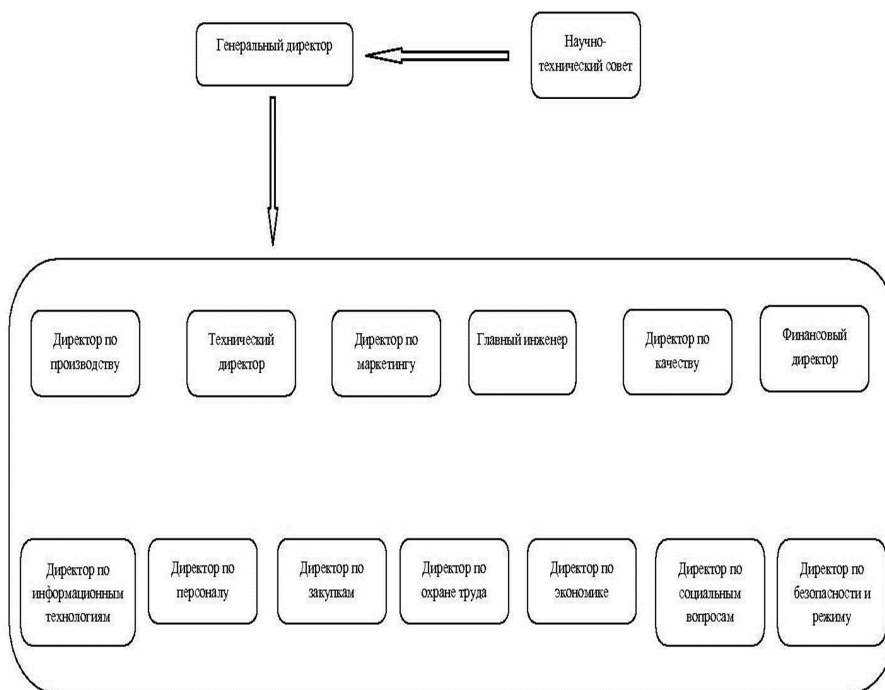 Генеральный директор
Научно-
технический совет
Директор по
производству
Технический
директор
Директор по
маркетингу
Главный инженер
Директор по
качеству
Финансовый
директор
Директор по
информационным
технологиям
Директор по
персоналу
Директор по
закупкам
Директор по
охране труда
Директор по
экономике
Директор по
социальным
вопросам
Директор по
безопасности и
режиму